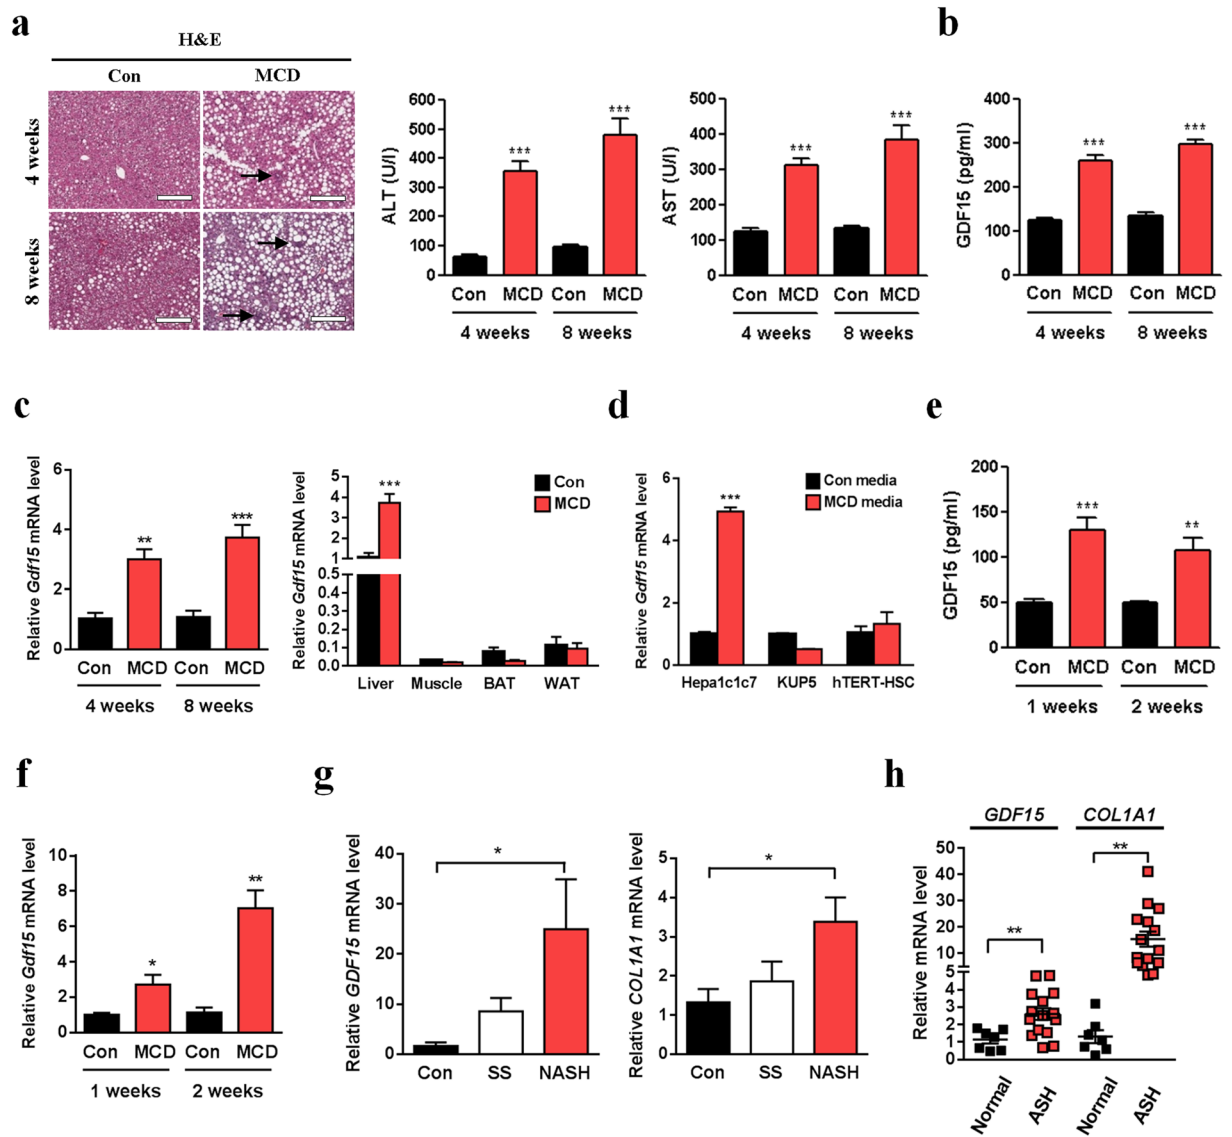 a
H&E
Con MCD
4 weeks
8 weeks
ALT (U/l)
600
500
400
300
200
100
0
***
***
Con MCD Con MCD
4 weeks 8 weeks
AST (U/l)
500
400
300
200
100
0
***
***
Con MCD Con MCD
4 weeks 8 weeks
b
GDF15 (pg/ml)
400
300
200
100
0
***
***
Con MCD Con MCD
4 weeks 8 weeks
c
Relative Gdf15 mRNA level
6
4
2
0
**
***
Con MCD Con MCD
4 weeks 8 weeks
Relative Gdf15 mRNA level
5
4
3
2
1
0.5
0.4
0.3
0.2
0.1
0.0
***
Con
MCD
Liver Muscle BAT WAT
d
Relative Gdf15 mRNA level
6
4
2
0
***
Con media
MCD media
Hepa1c1c7 KUP5 hTERT-HSC
e
GDF15 (pg/ml)
200
150
100
50
0
***
**
Con MCD Con MCD
1 weeks 2 weeks
f
Relative Gdf15 mRNA level
10
8
6
4
2
0
*
**
Con MCD Con MCD
1 weeks 2 weeks
g
Relative GDF15 mRNA level
40
30
20
10
0
*
Con SS NASH
Relative COL1A1 mRNA level
5
4
3
2
1
0
*
Con SS NASH
h
GDF15 COL1A1
Relative mRNA level
50
40
30
20
10
5
4
3
2
1
0
**
**
Normal ASH Normal ASH